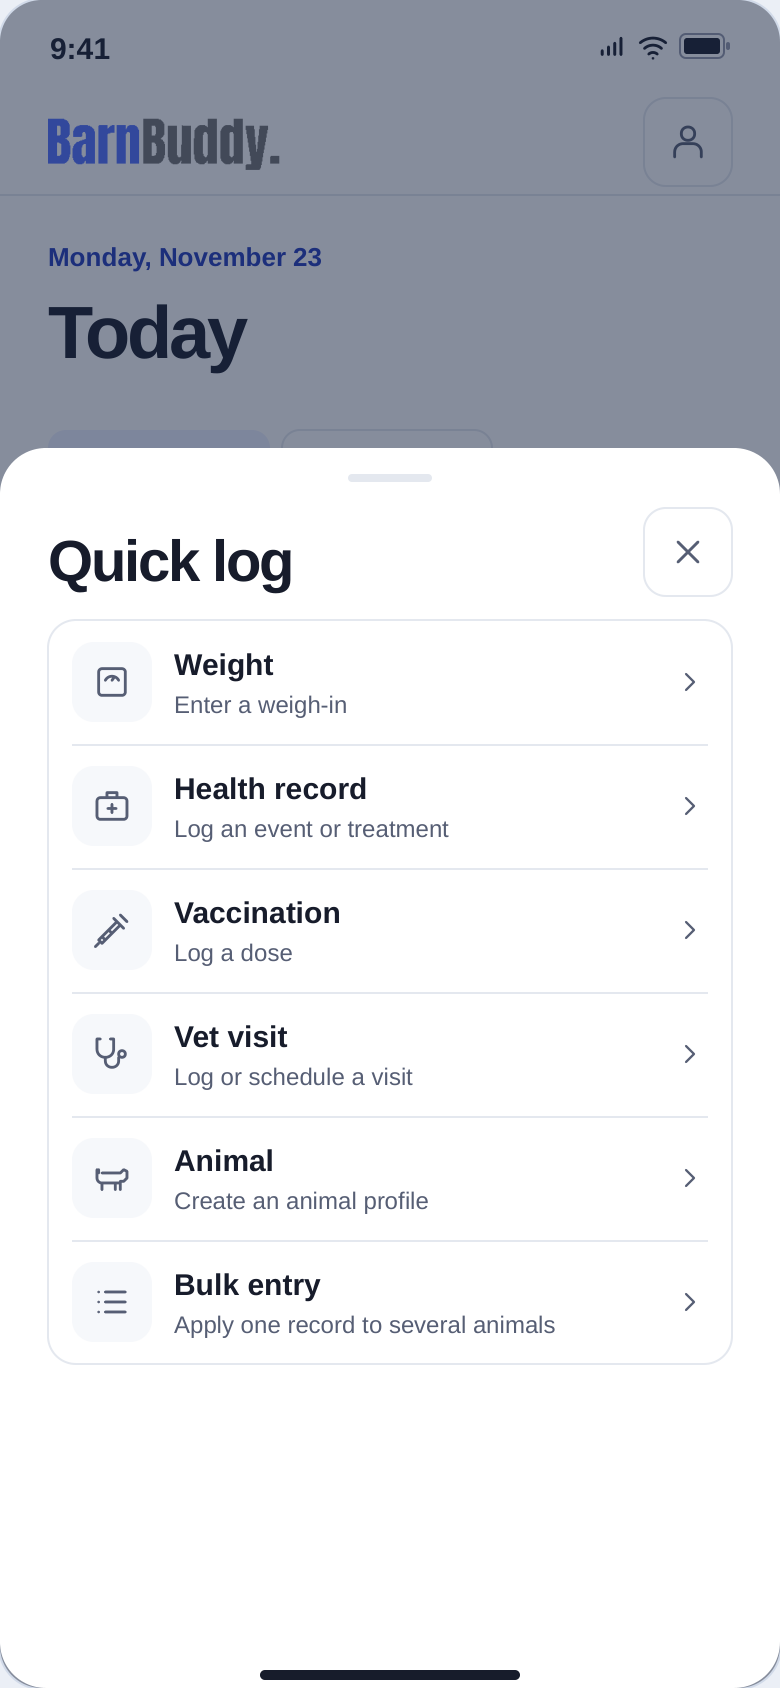 9:41
BarnBuddy.
Monday, November 23
Today
Quick log
Weight
Enter a weigh-in
Health record
Log an event or treatment
Vaccination
Log a dose
Vet visit
Log or schedule a visit
Animal
Create an animal profile
Bulk entry
Apply one record to several animals